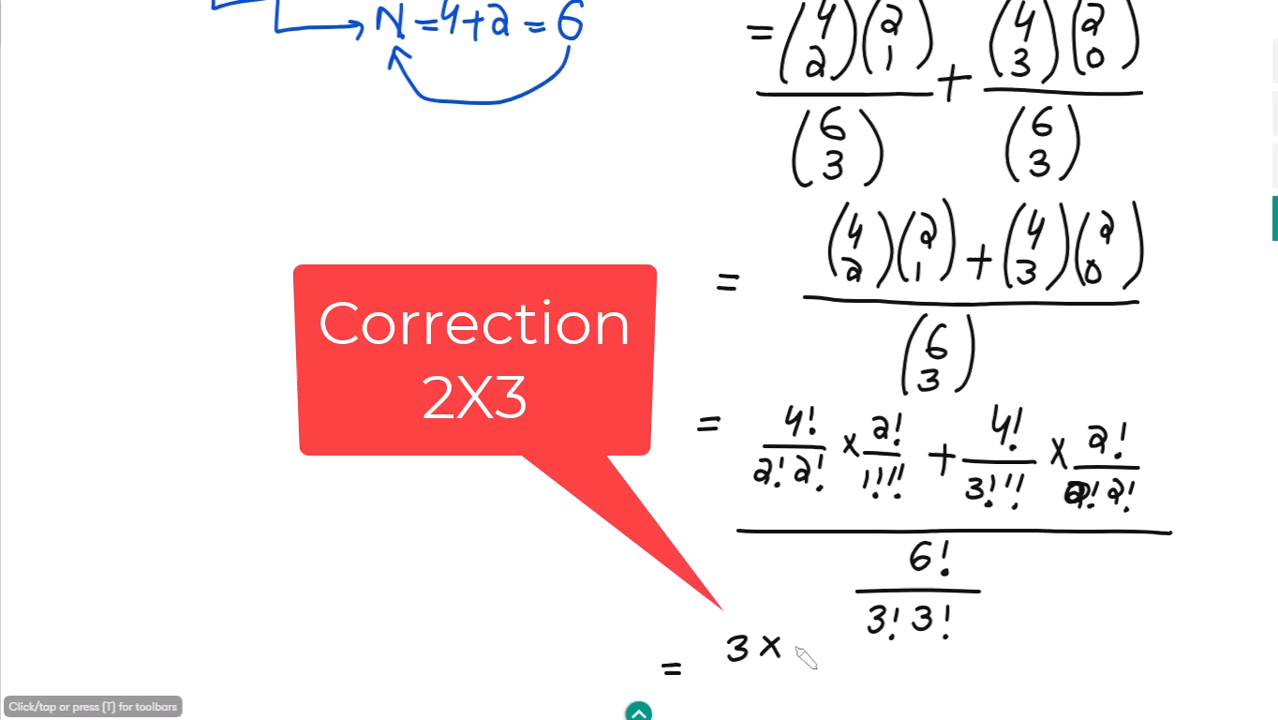 N = 4 + 2 = 6
= (4 2)(2 1) / (6 3) + (4 3)(2 0) / (6 3)
= (4 2)(2 1) + (4 3)(2 0) / (6 3)
Correction
2X3
= 4!/2!2! × 2!/1!1! + 4!/3!1! × 2!/0!2!
6!
3!3!
= 3 ×
Click/tap or press (T) for toolbars